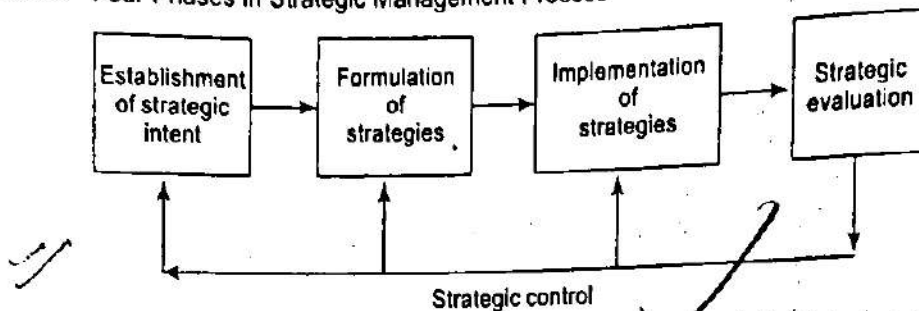 Four Phases in Strategic Management Process
Establishment
of strategic
intent
Formulation
of
strategies
Implementation
of
strategies
Strategic
evaluation
Strategic control